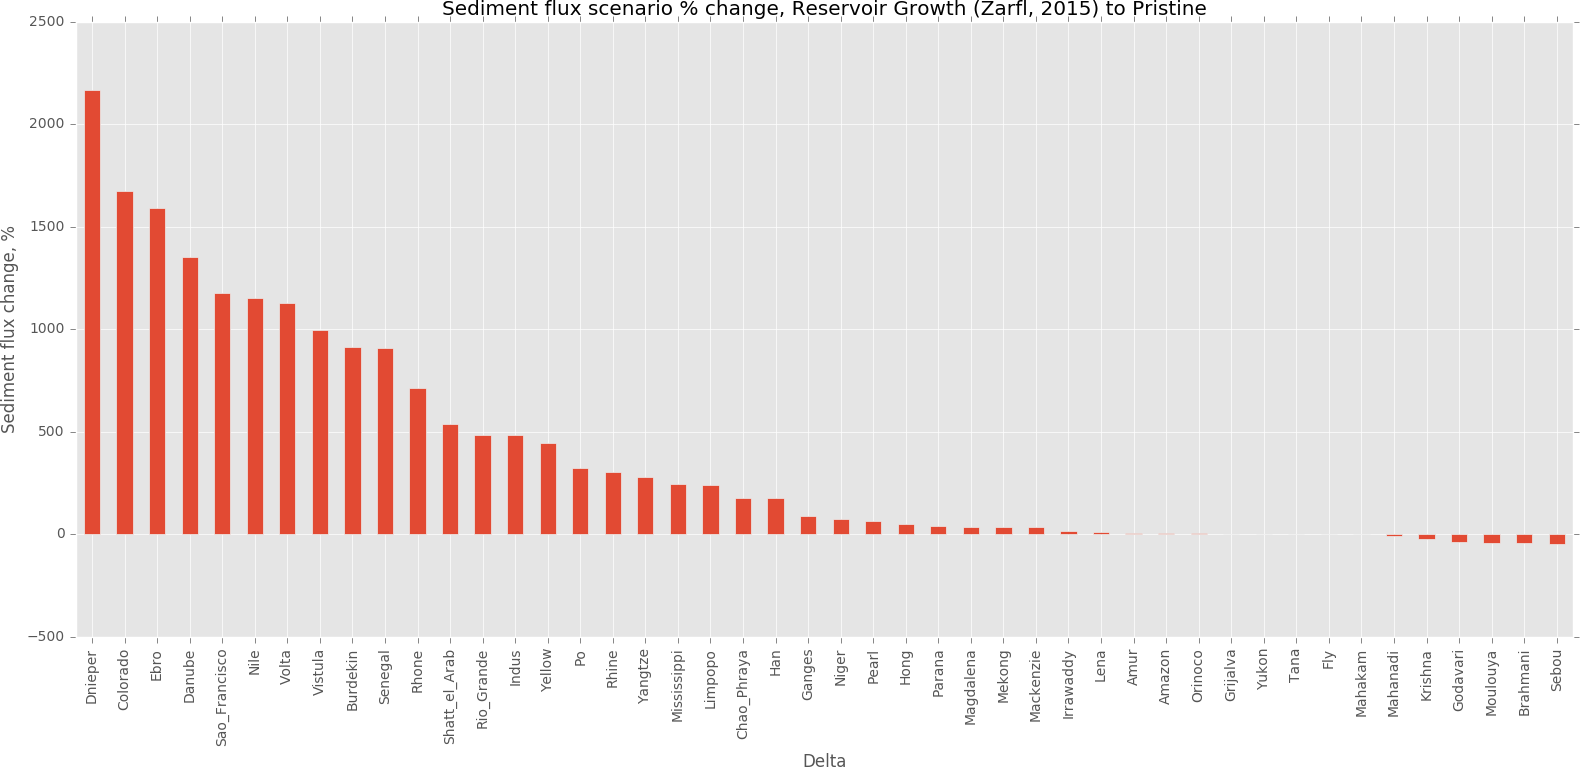 Sediment flux scenario % change, Reservoir Growth (Zarfl, 2015) to Pristine
Sediment flux change, %
2500
2000
1500
1000
500
0
−500
Dnieper
Colorado
Ebro
Danube
Sao_Francisco
Nile
Volta
Vistula
Burdekin
Senegal
Rhone
Shatt_el_Arab
Rio_Grande
Indus
Yellow
Po
Rhine
Yangtze
Mississippi
Limpopo
Chao_Phraya
Han
Ganges
Niger
Pearl
Hong
Parana
Magdalena
Mekong
Mackenzie
Irrawaddy
Lena
Amur
Amazon
Orinoco
Grijalva
Yukon
Tana
Fly
Mahakam
Mahanadi
Krishna
Godavari
Moulouya
Brahmani
Sebou
Delta